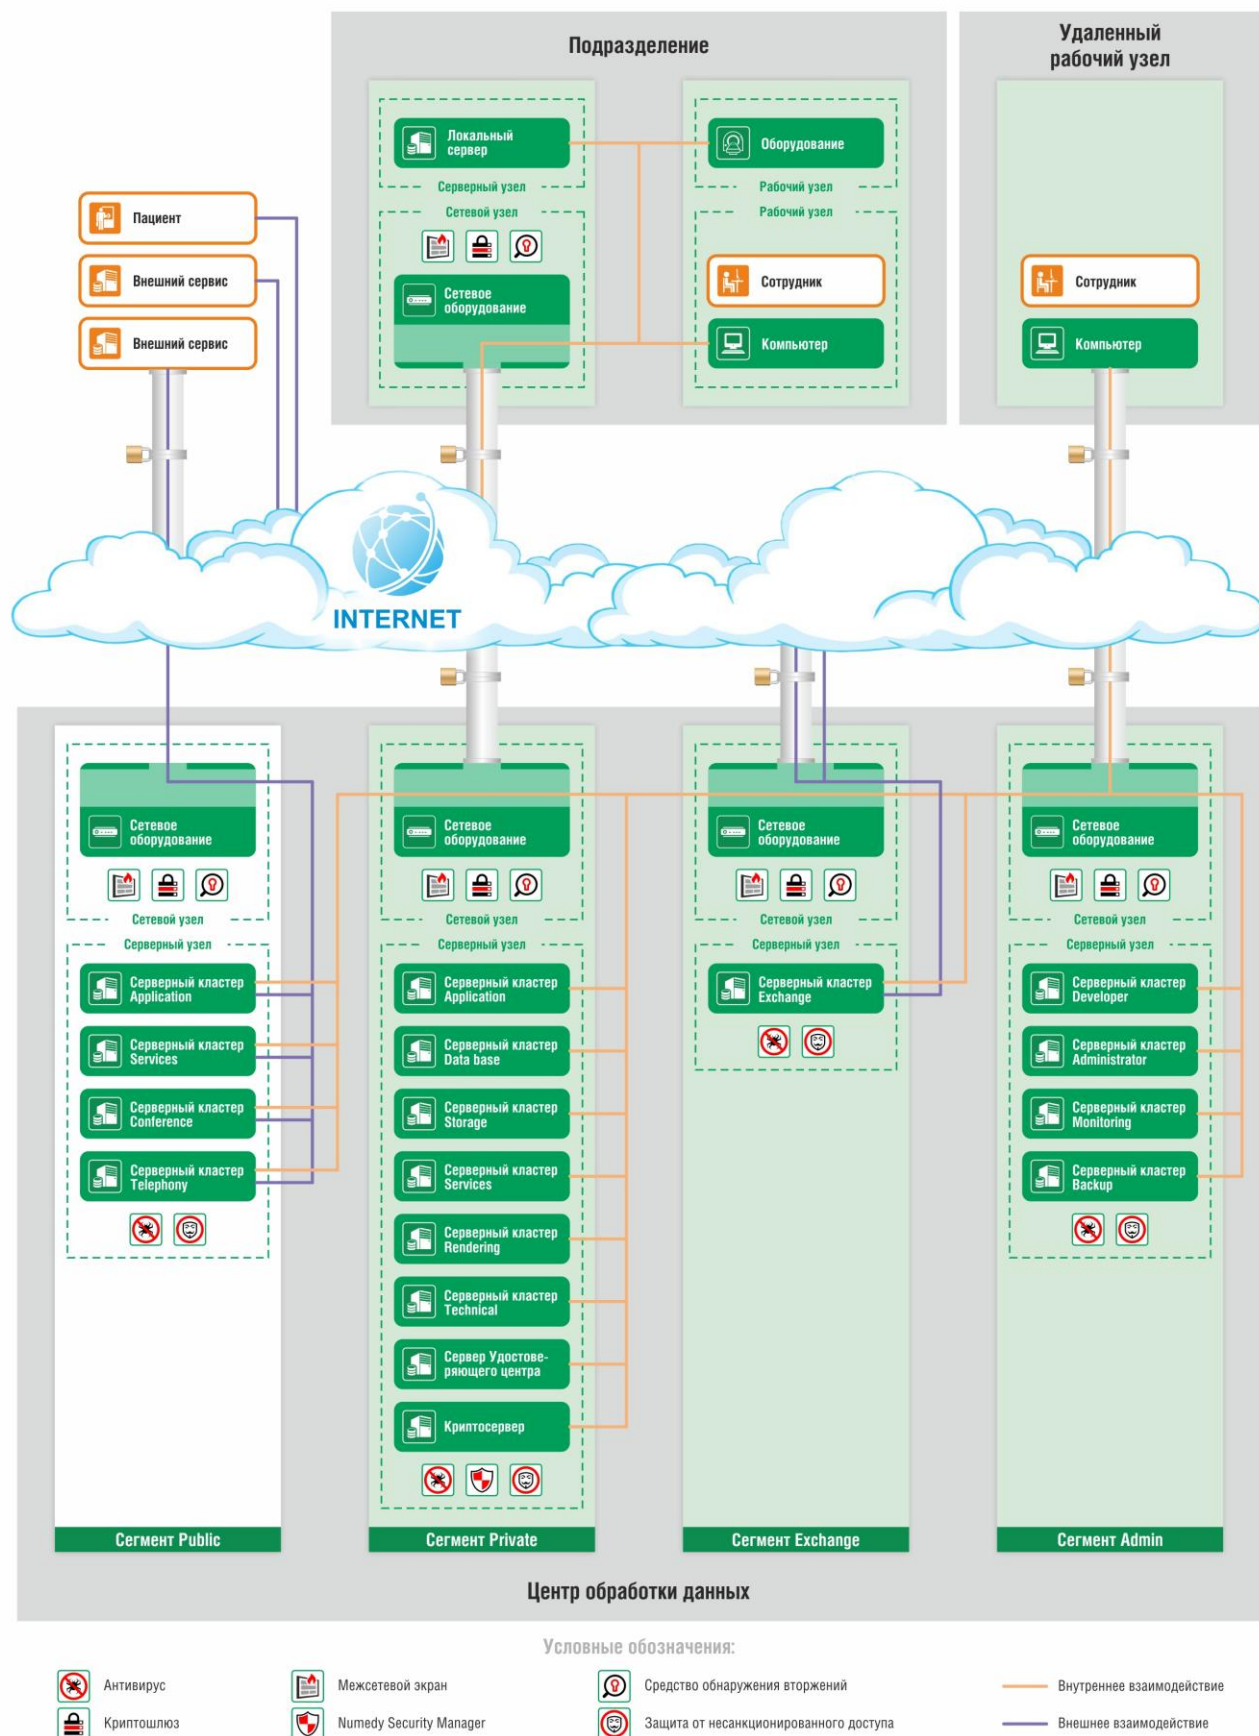 Подразделение
Удаленный
рабочий узел
Локальный
сервер
Серверный узел
Оборудование
Рабочий узел
Сетевой узел
Сетевое
оборудование
Рабочий узел
Сотрудник
Компьютер
Сотрудник
Компьютер
Пациент
Внешний сервис
Внешний сервис
INTERNET
Сетевое
оборудование
Сетевой узел
Серверный узел
Серверный кластер
Application
Серверный кластер
Services
Серверный кластер
Conference
Серверный кластер
Telephony
Сегмент Public
Сетевое
оборудование
Сетевой узел
Серверный узел
Серверный кластер
Application
Серверный кластер
Data base
Серверный кластер
Storage
Серверный кластер
Services
Серверный кластер
Rendering
Серверный кластер
Technical
Сервер Удостове-
ряющего центра
Криптосервер
Сегмент Private
Сетевое
оборудование
Сетевой узел
Серверный узел
Серверный кластер
Exchange
Сегмент Exchange
Сетевое
оборудование
Сетевой узел
Серверный узел
Серверный кластер
Developer
Серверный кластер
Administrator
Серверный кластер
Monitoring
Серверный кластер
Backup
Сегмент Admin
Центр обработки данных
Условные обозначения:
Антивирус
Межсетевой экран
Средство обнаружения вторжений
Внутреннее взаимодействие
Криптошлюз
Numedy Security Manager
Защита от несанкционированного доступа
Внешнее взаимодействие